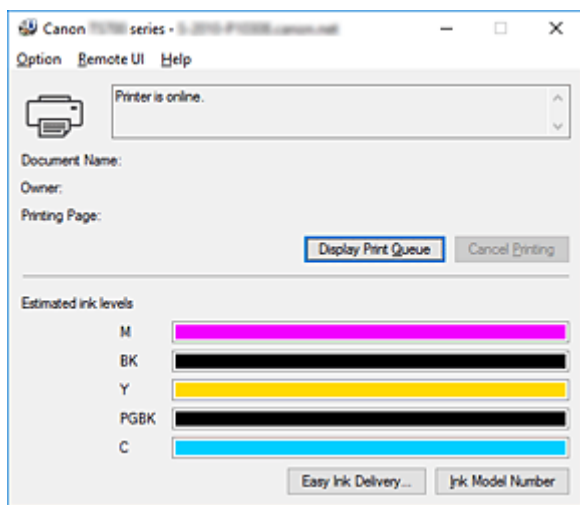 Canon series -
Option Remote UI Help
Printer is online.
Document Name:
Owner:
Printing Page:
Display Print Queue Cancel Printing
Estimated ink levels
M
BK
Y
PGBK
C
Easy Ink Delivery... Ink Model Number